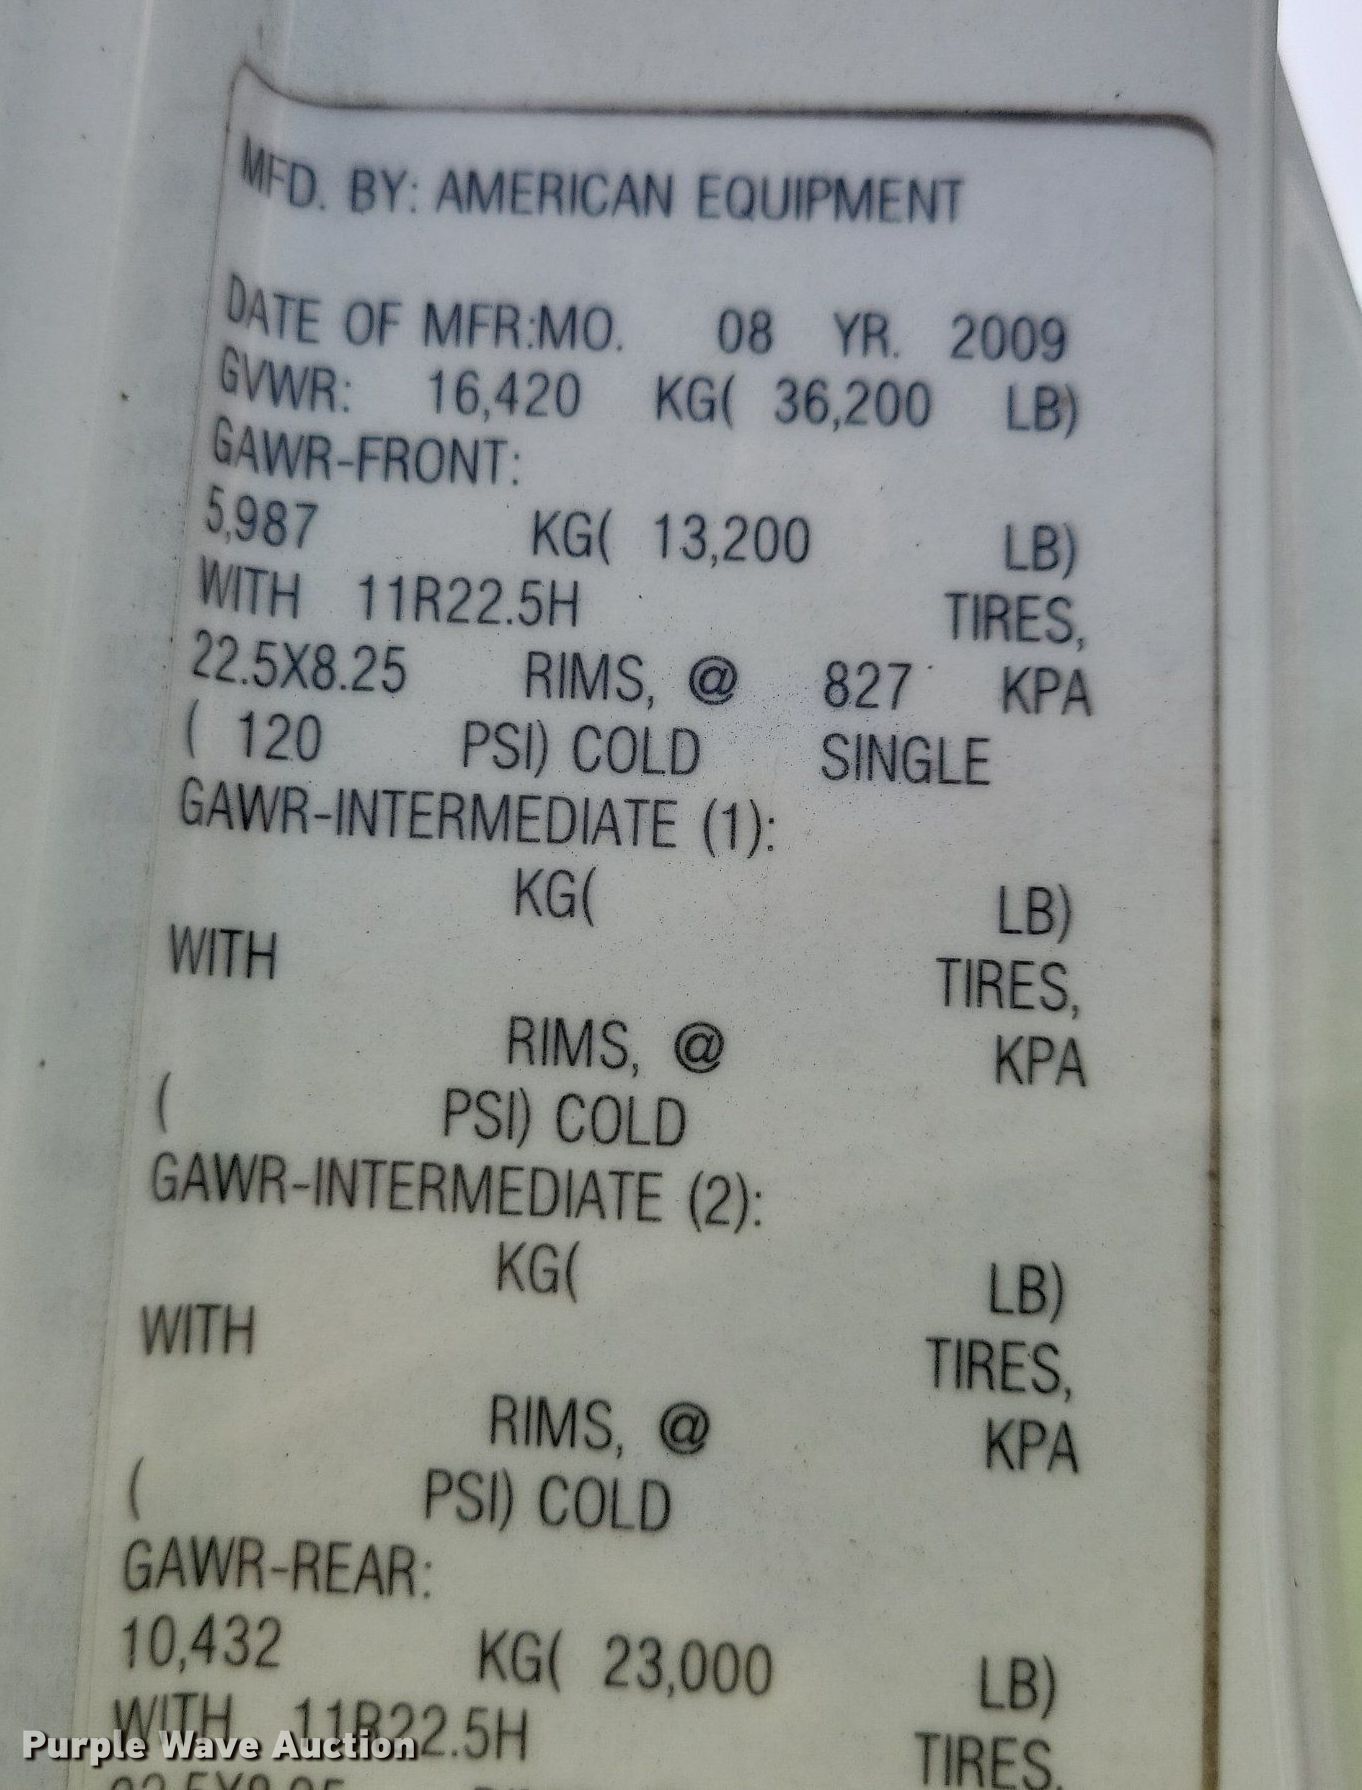 MFD. BY: AMERICAN EQUIPMENT
DATE OF MFR:MO. 08 YR. 2009
GVWR: 16,420 KG( 36,200 LB)
GAWR-FRONT:
5,987 KG( 13,200 LB)
WITH 11R22.5H TIRES,
22.5X8.25 RIMS, @ 827 KPA
( 120 PSI) COLD SINGLE
GAWR-INTERMEDIATE (1):
KG( LB)
WITH TIRES,
RIMS, @ KPA
( PSI) COLD
GAWR-INTERMEDIATE (2):
KG( LB)
WITH TIRES,
RIMS, @ KPA
( PSI) COLD
GAWR-REAR:
10,432 KG( 23,000 LB)
WITH 11R22.5H TIRES,
Purple Wave Auction